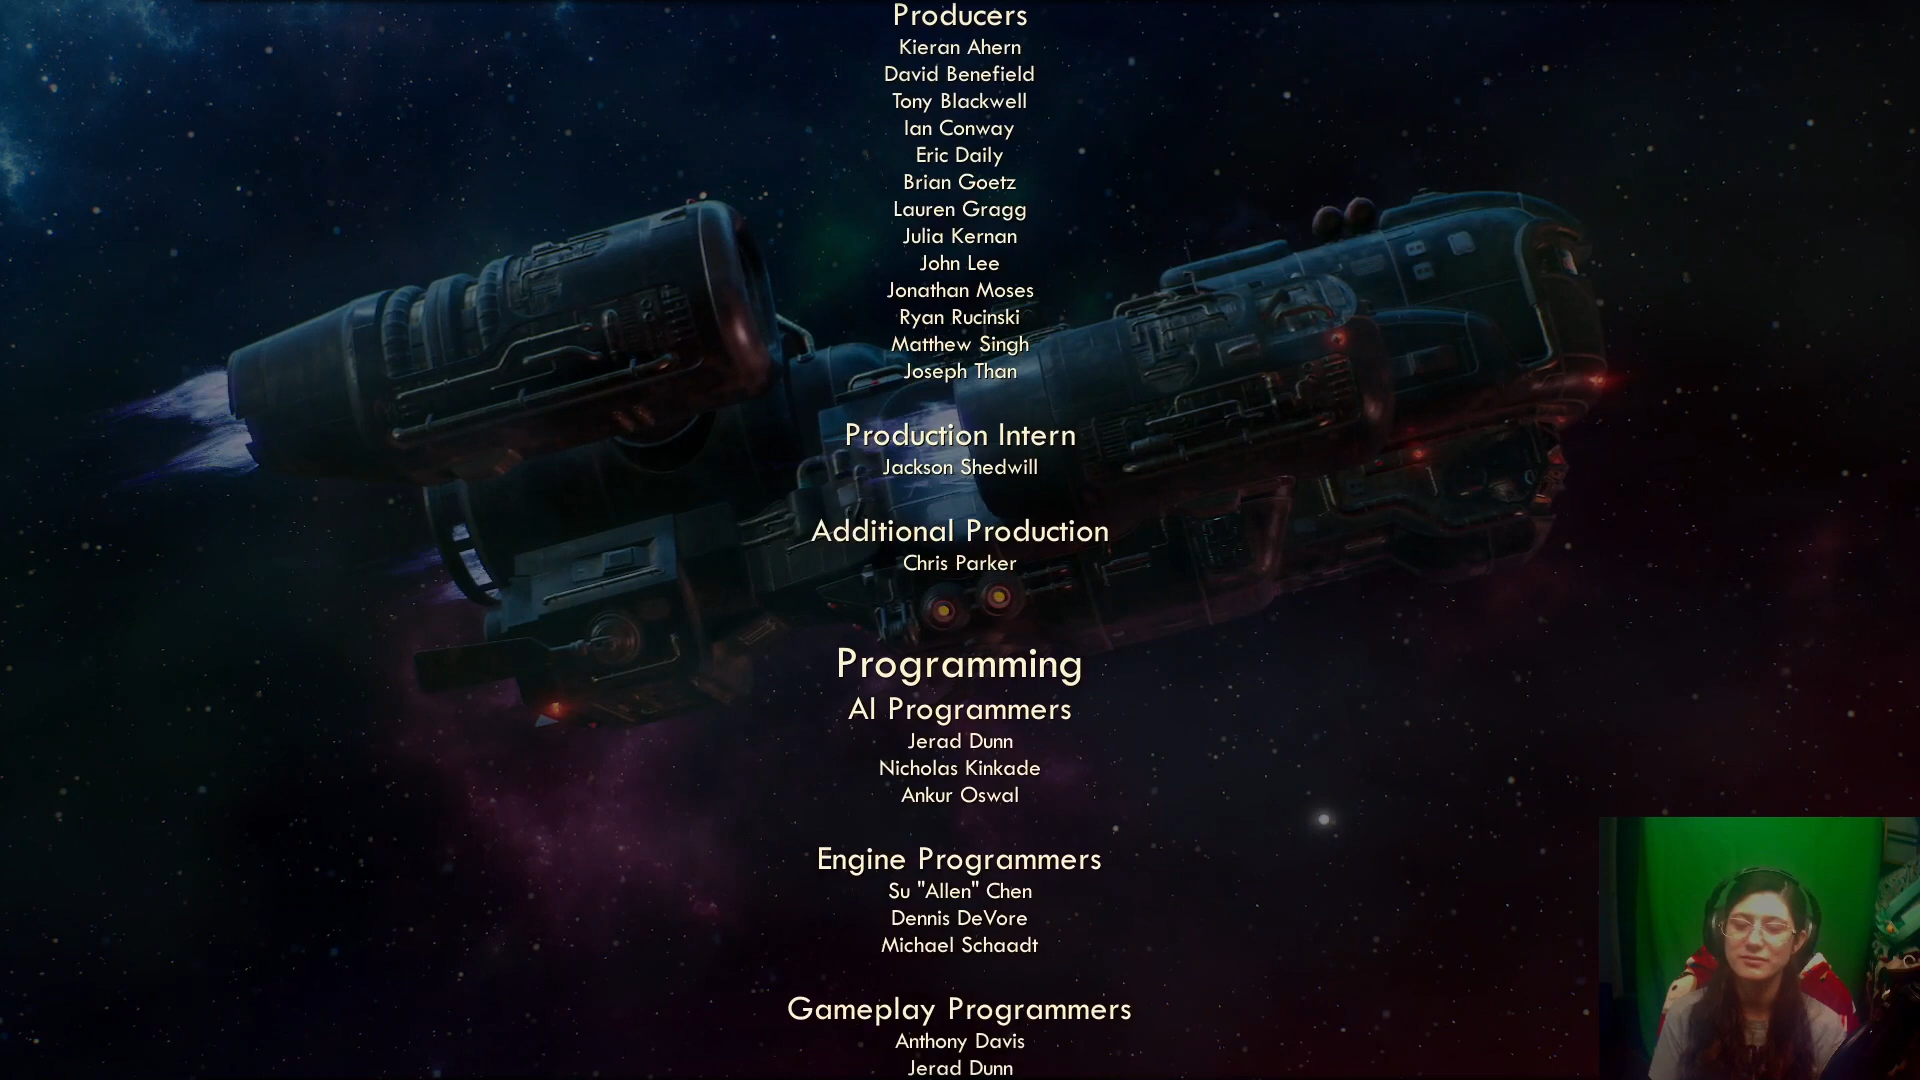 Producers
Kieran Ahern
David Benefield
Tony Blackwell
Ian Conway
Eric Daily
Brian Goetz
Lauren Gragg
Julia Kernan
John Lee
Jonathan Moses
Ryan Rucinski
Matthew Singh
Joseph Than
Production Intern
Jackson Shedwill
Additional Production
Chris Parker
Programming
AI Programmers
Jerad Dunn
Nicholas Kinkade
Ankur Oswal
Engine Programmers
Su "Allen" Chen
Dennis DeVore
Michael Schaadt
Gameplay Programmers
Anthony Davis
Jerad Dunn